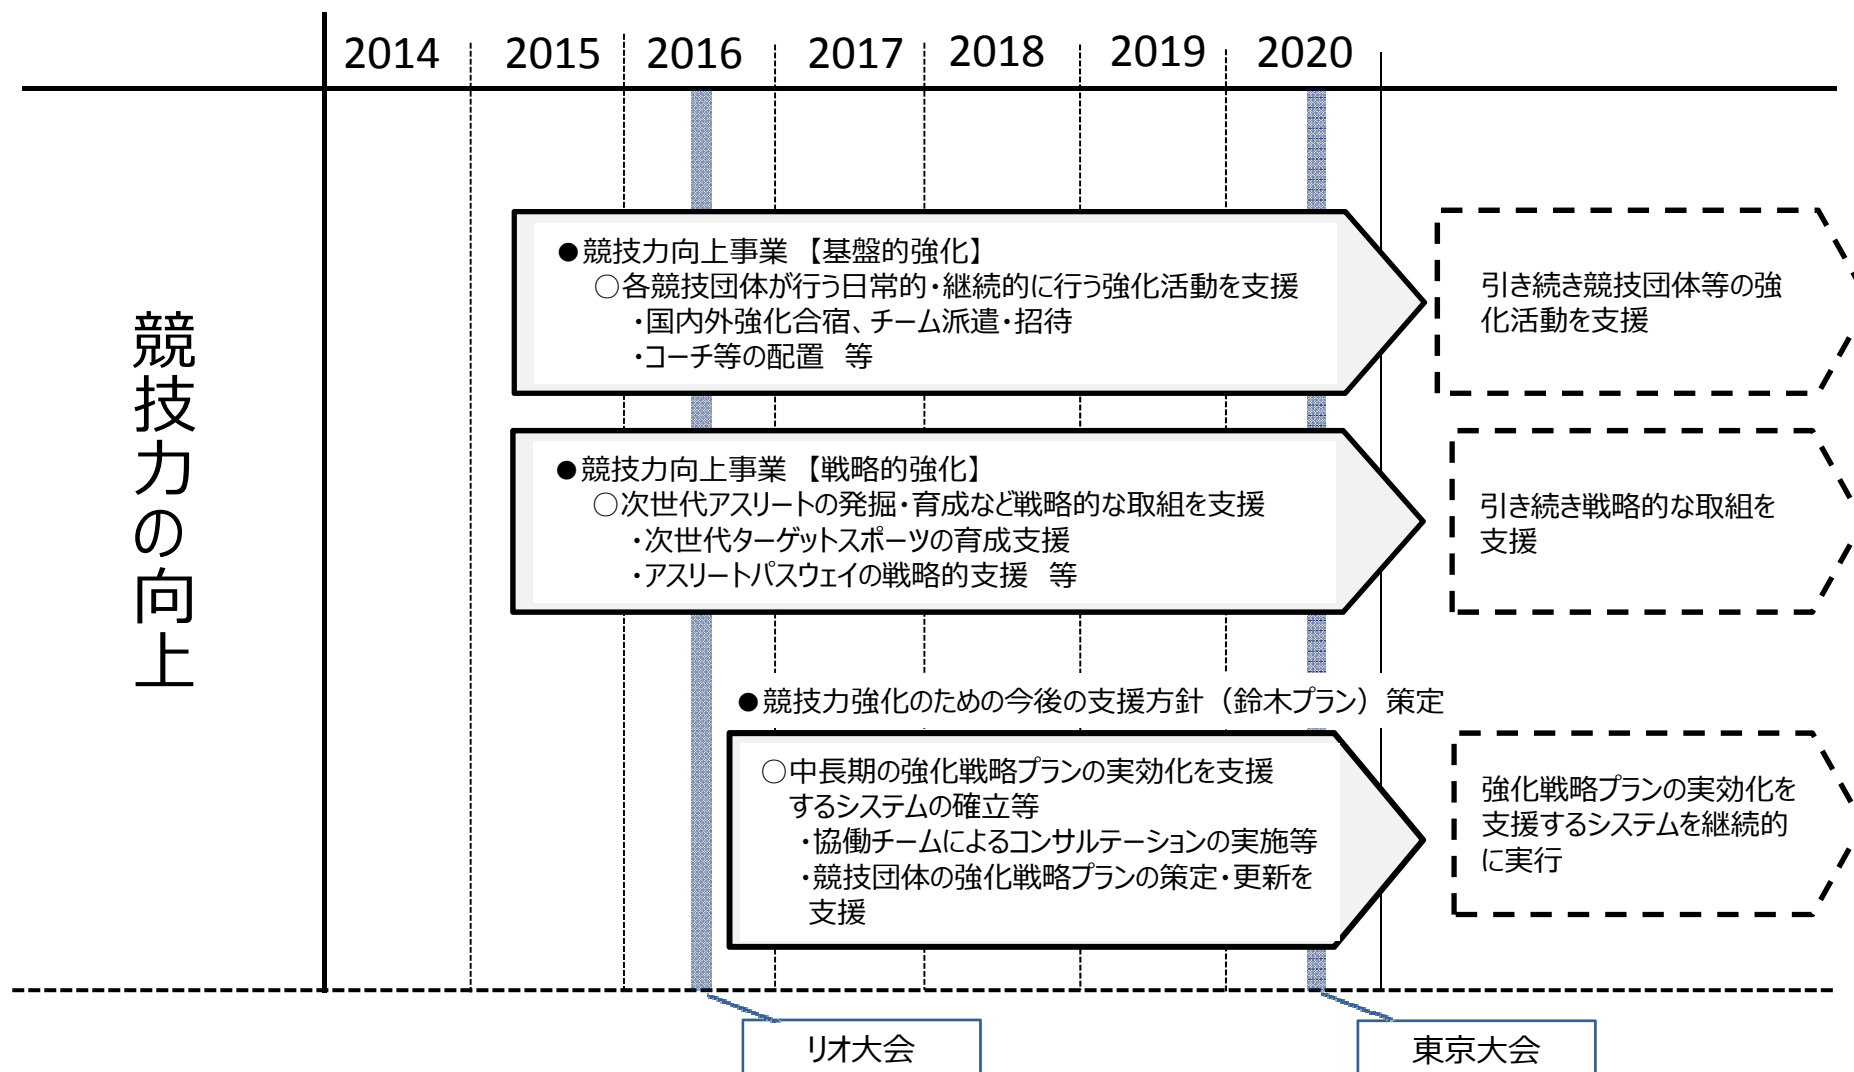 2014 2015 2016 2017 2018 2019 2020
競技力の向上
●競技力向上事業 【基盤的強化】
○各競技団体が行う日常的・継続的に行う強化活動を支援
・国内外強化合宿、チーム派遣・招待
・コーチ等の配置 等
引き続き競技団体等の強
化活動を支援
●競技力向上事業 【戦略的強化】
○次世代アスリートの発掘・育成など戦略的な取組を支援
・次世代ターゲットスポーツの育成支援
・アスリートパスウェイの戦略的支援 等
引き続き戦略的な取組を
支援
●競技力強化のための今後の支援方針（鈴木プラン）策定
○中長期の強化戦略プランの実効化を支援
するシステムの確立等
・協働チームによるコンサルテーションの実施等
・競技団体の強化戦略プランの策定・更新を
支援
強化戦略プランの実効化を
支援するシステムを継続的
に実行
リオ大会
東京大会